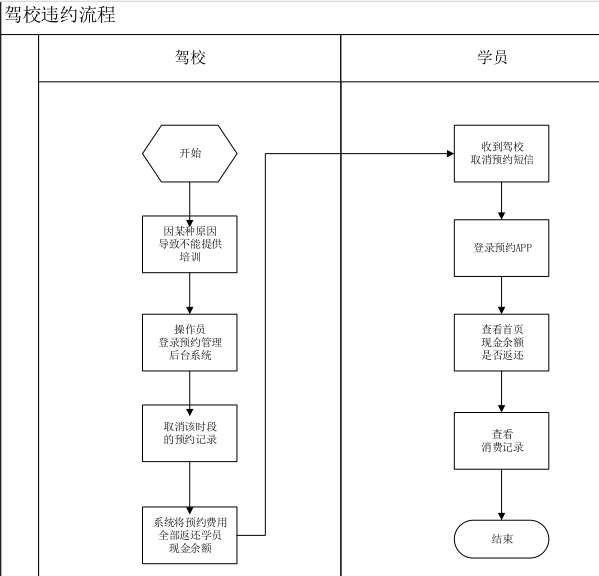 驾校违约流程
驾校
学员
开始
因某种原因
导致不能提供
培训
操作员
登录预约管理
后台系统
取消该时段
的预约记录
系统将预约费用
全部返还学员
现金余额
收到驾校
取消预约短信
登录预约APP
查看首页
现金余额
是否返还
查看
消费记录
结束